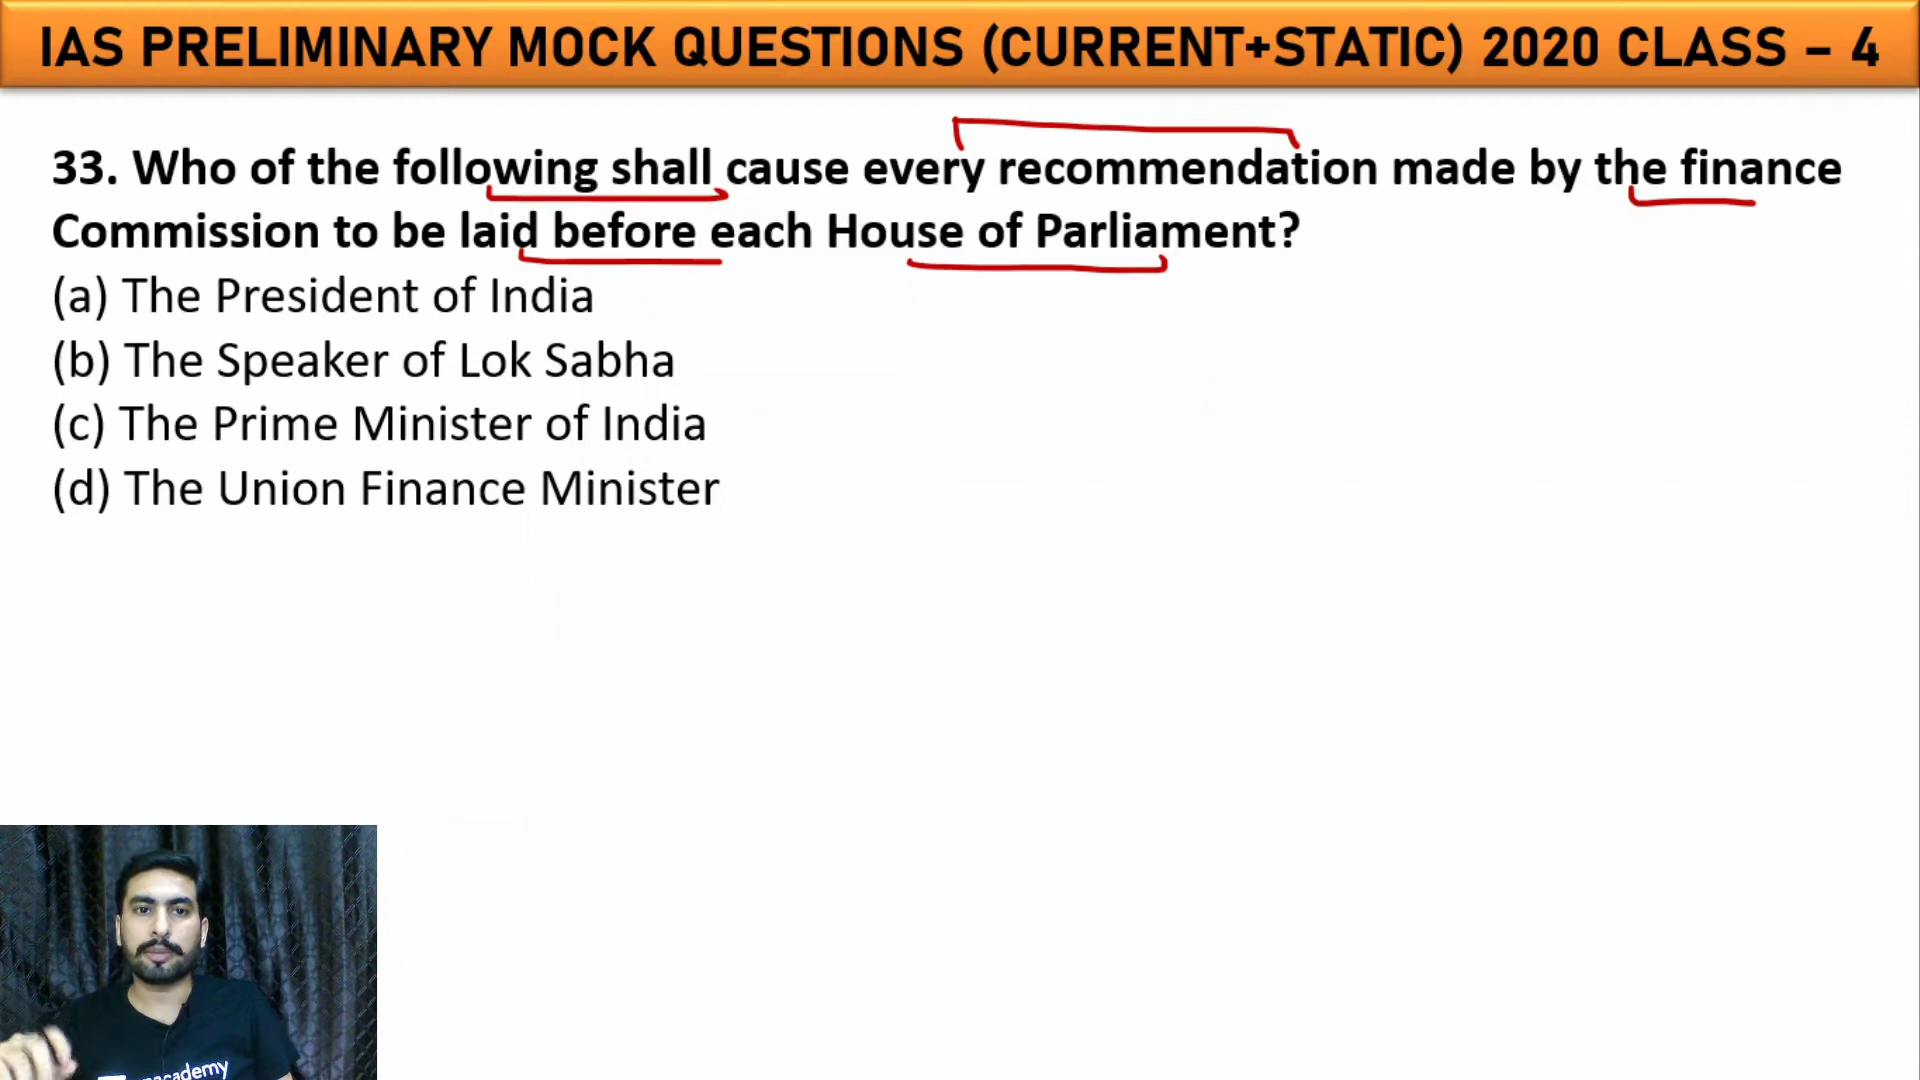 IAS PRELIMINARY MOCK QUESTIONS (CURRENT+STATIC) 2020 CLASS – 4
33. Who of the following shall cause every recommendation made by the finance
Commission to be laid before each House of Parliament?
(a) The President of India
(b) The Speaker of Lok Sabha
(c) The Prime Minister of India
(d) The Union Finance Minister